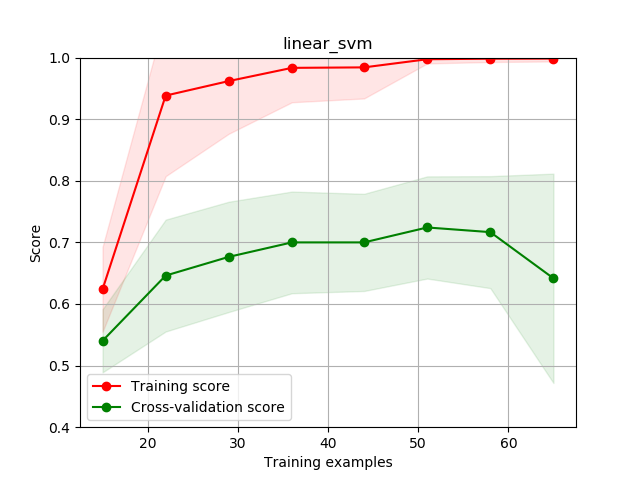 linear_svm
1.0
0.9
0.8
0.7
0.6
0.5
0.4
Score
Training score
Cross-validation score
20 30 40 50 60
Training examples